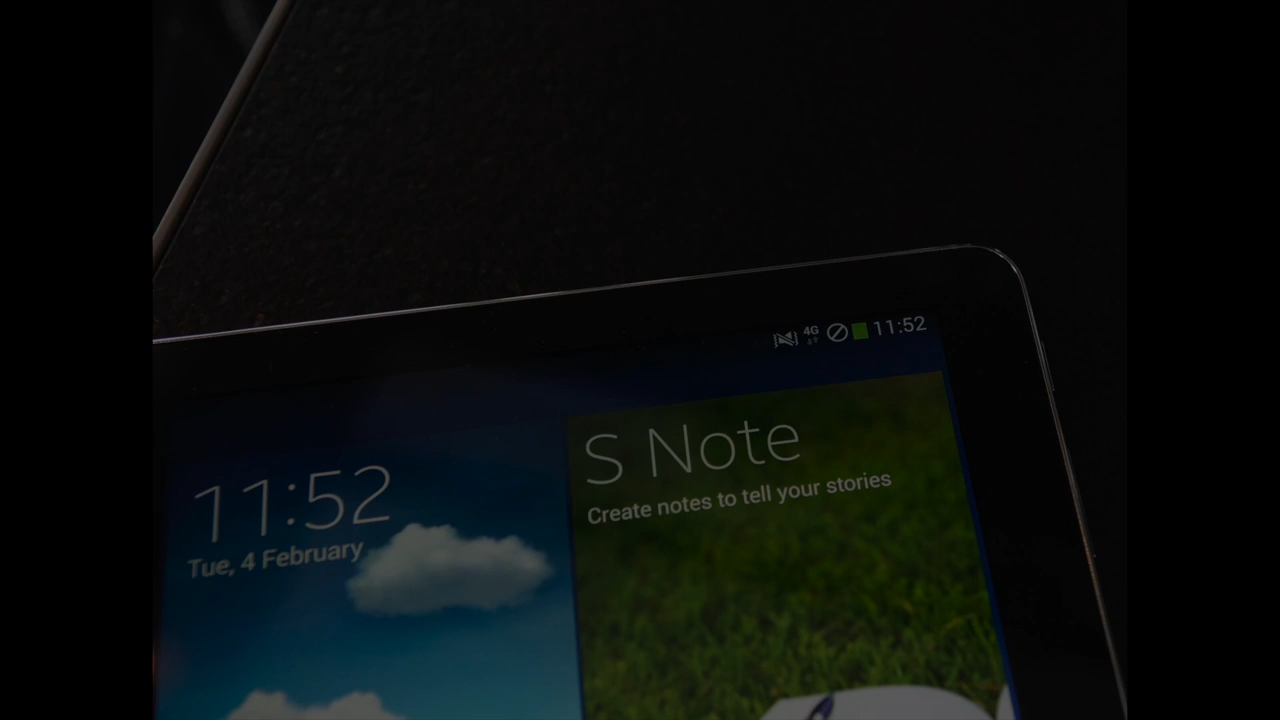 4G 11:52
S Note
Create notes to tell your stories
11:52
Tue, 4 February